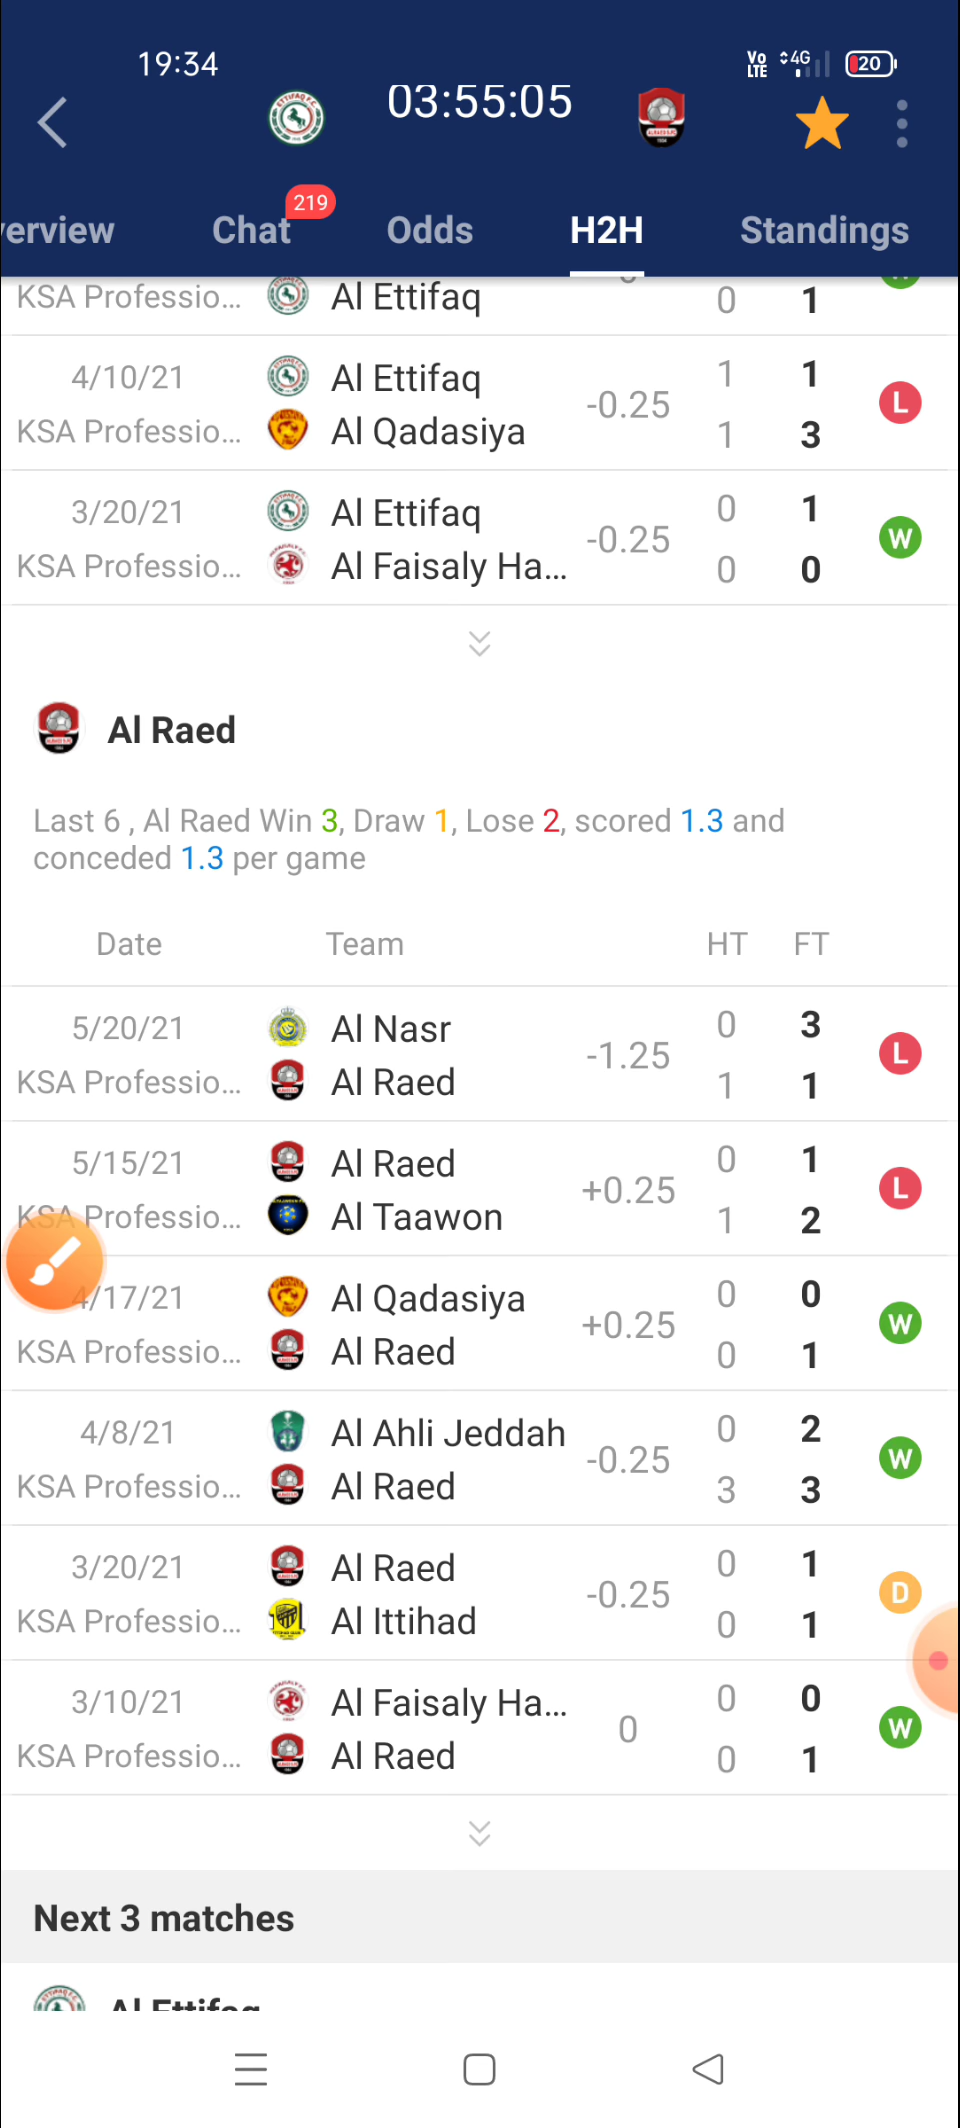 19:34
Vo LTE 4G 20
03:55:05
verview Chat 219 Odds H2H Standings
KSA Professio... Al Ettifaq 0 1
4/10/21 Al Ettifaq 1 1
-0.25 L
KSA Professio... Al Qadasiya 1 3
3/20/21 Al Ettifaq 0 1
-0.25 W
KSA Professio... Al Faisaly Ha... 0 0
Al Raed
Last 6 , Al Raed Win 3, Draw 1, Lose 2, scored 1.3 and
conceded 1.3 per game
Date Team HT FT
5/20/21 Al Nasr 0 3
-1.25 L
KSA Professio... Al Raed 1 1
5/15/21 Al Raed 0 1
+0.25 L
KSA Professio... Al Taawon 1 2
4/17/21 Al Qadasiya 0 0
+0.25 W
KSA Professio... Al Raed 0 1
4/8/21 Al Ahli Jeddah 0 2
-0.25 W
KSA Professio... Al Raed 3 3
3/20/21 Al Raed 0 1
-0.25 D
KSA Professio... Al Ittihad 0 1
3/10/21 Al Faisaly Ha... 0 0
0 W
KSA Professio... Al Raed 0 1
Next 3 matches
Al Ettifaq